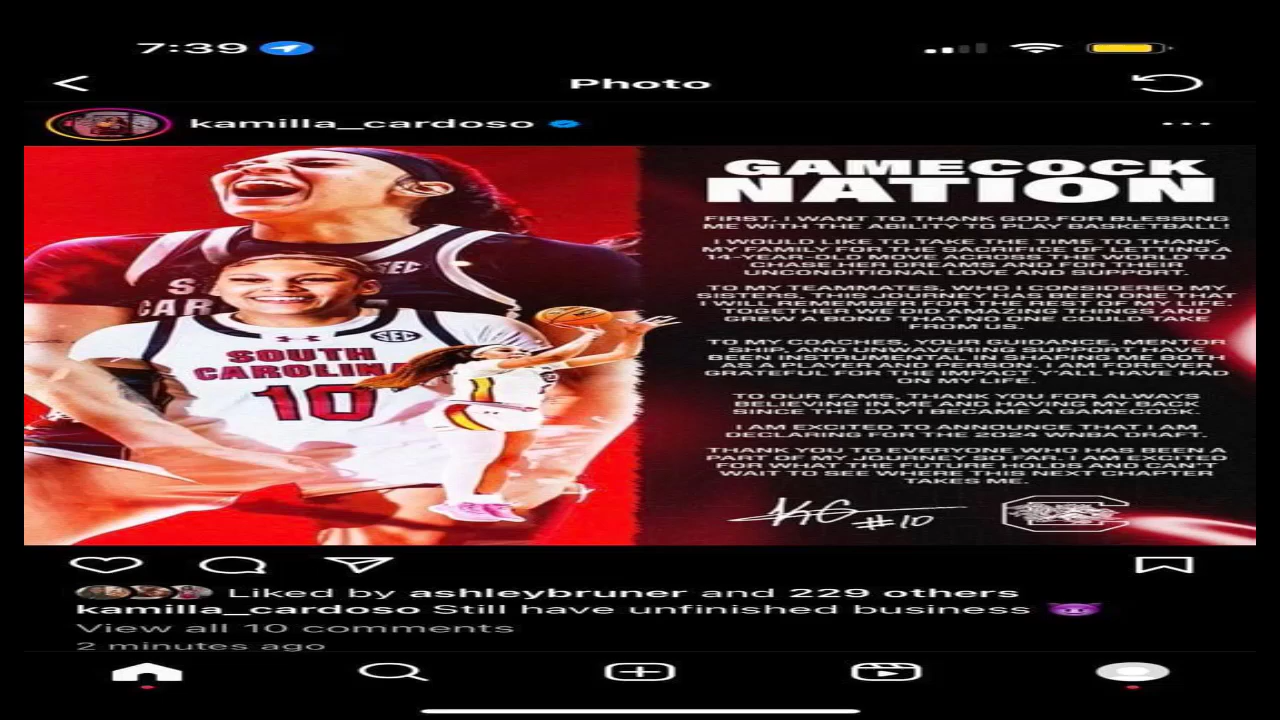 7:39
Photo
kamilla_cardoso
GAMECOCK
NATION
FIRST, I WANT TO THANK GOD FOR BLESSING
ME WITH THE ABILITY TO PLAY BASKETBALL!
I WOULD LIKE TO TAKE THE TIME TO THANK
MY FAMILY FOR THE SACRIFICE OF LETTING A
14-YEAR-OLD MOVE ACROSS THE WORLD TO
CHASE HER DREAMS AND FOR THEIR
UNCONDITIONAL LOVE AND SUPPORT.
TO MY TEAMMATES, WHO I CONSIDERED MY
SISTERS, THIS JOURNEY HAS BEEN ONE THAT
I WILL REMEMBER FOR THE REST OF MY LIFE
TOGETHER WE DID AMAZING THINGS AND
GREW A BOND THAT NO ONE COULD TAKE
FROM US.
TO MY COACHES, YOUR GUIDANCE, MENTOR
SHIP, AND UNWAVERING SUPPORT HAVE
BEEN INSTRUMENTAL IN SHAPING ME BOTH
AS A PLAYER AND PERSON. I AM FOREVER
GRATEFUL FOR THE IMPACT Y'ALL HAVE HAD
ON MY LIFE.
TO OUR FAMS, THANK YOU FOR ALWAYS
BELIEVING IN ME AND HAVING MY BACK
SINCE THE DAY I BECAME A GAMECOCK.
I AM EXCITED TO ANNOUNCE THAT I AM
DECLARING FOR THE 2024 WNBA DRAFT.
THANK YOU TO EVERYONE WHO HAS BEEN A
PART OF MY JOURNEY SO FAR. I AM EXCITED
FOR WHAT THE FUTURE HOLDS AND CAN'T
WAIT TO SEE WHERE THIS NEXT CHAPTER
TAKES ME.
#10
SEC
S
CAR
SEC
SOUTH
CAROLINA
10
Liked by ashleybruner and 229 others
kamilla_cardoso Still have unfinished business 😈
View all 10 comments
2 minutes ago